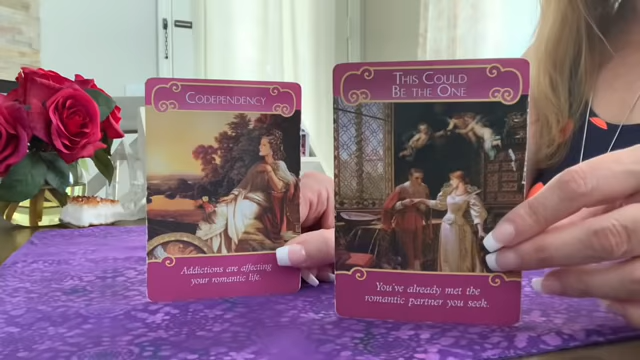 CODEPENDENCY
Addictions are affecting
your romantic life.
THIS COULD
BE THE ONE
You've already met the
romantic partner you seek.